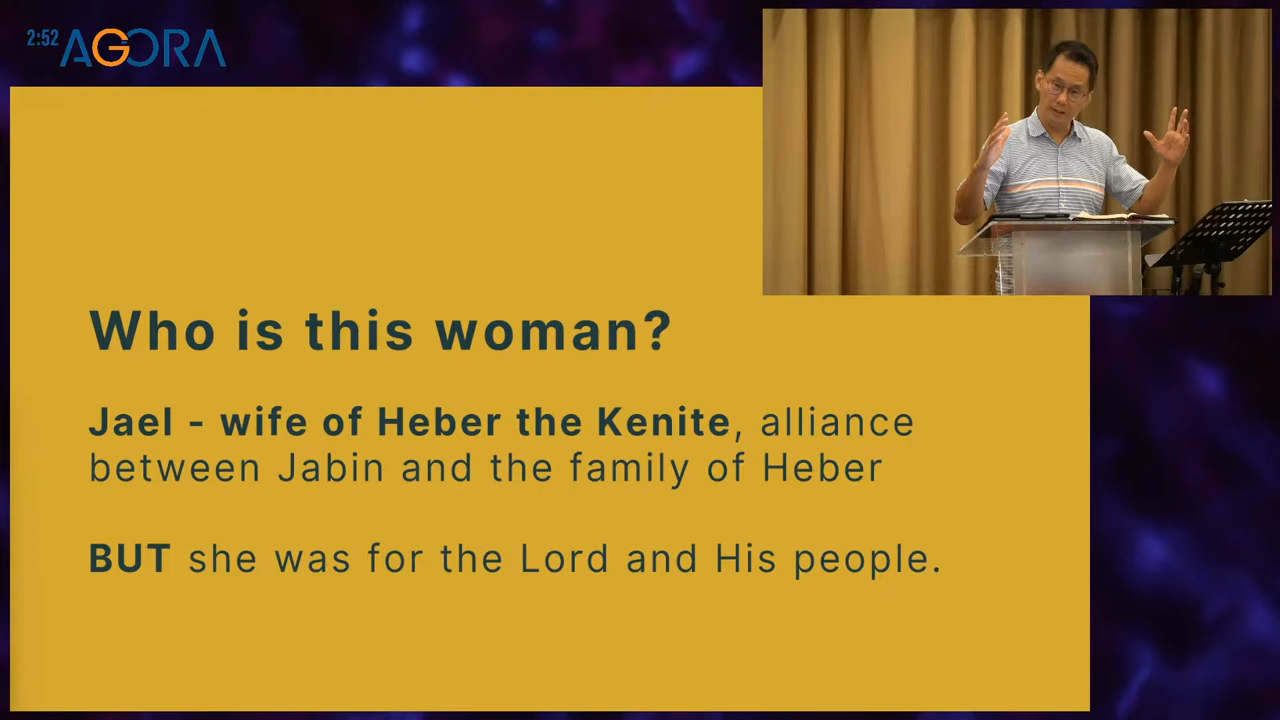 2:52 AGORA
Who is this woman?
Jael - wife of Heber the Kenite, alliance
between Jabin and the family of Heber
BUT she was for the Lord and His people.